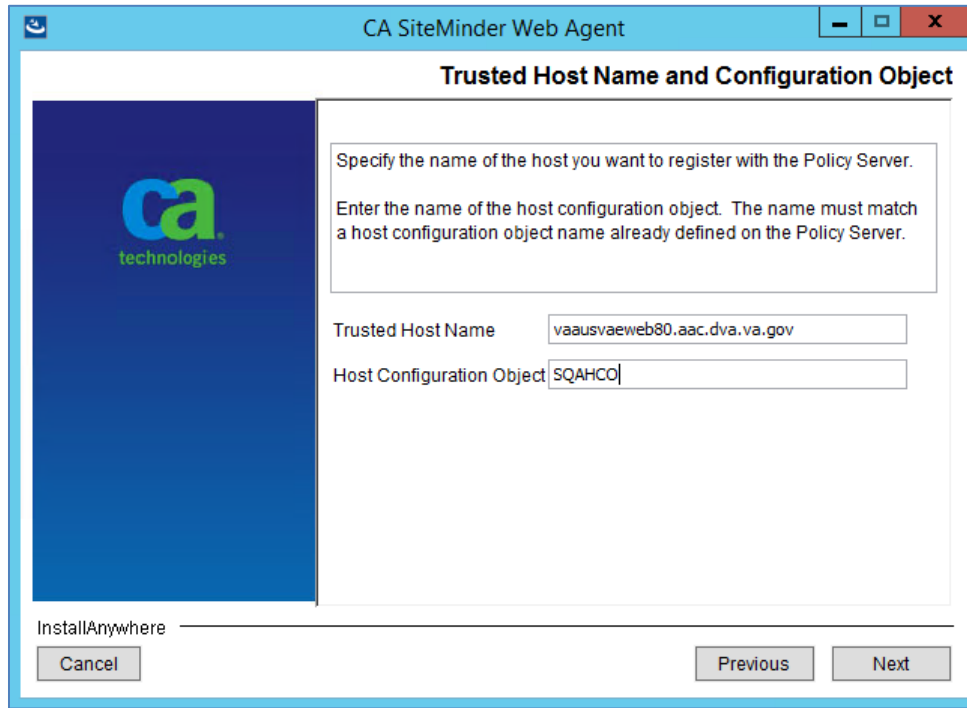 CA SiteMinder Web Agent
Trusted Host Name and Configuration Object
ca
technologies
Specify the name of the host you want to register with the Policy Server.
Enter the name of the host configuration object.  The name must match
a host configuration object name already defined on the Policy Server.
Trusted Host Name vaausvaeweb80.aac.dva.va.gov
Host Configuration Object SQAHCO
InstallAnywhere
Cancel Previous Next